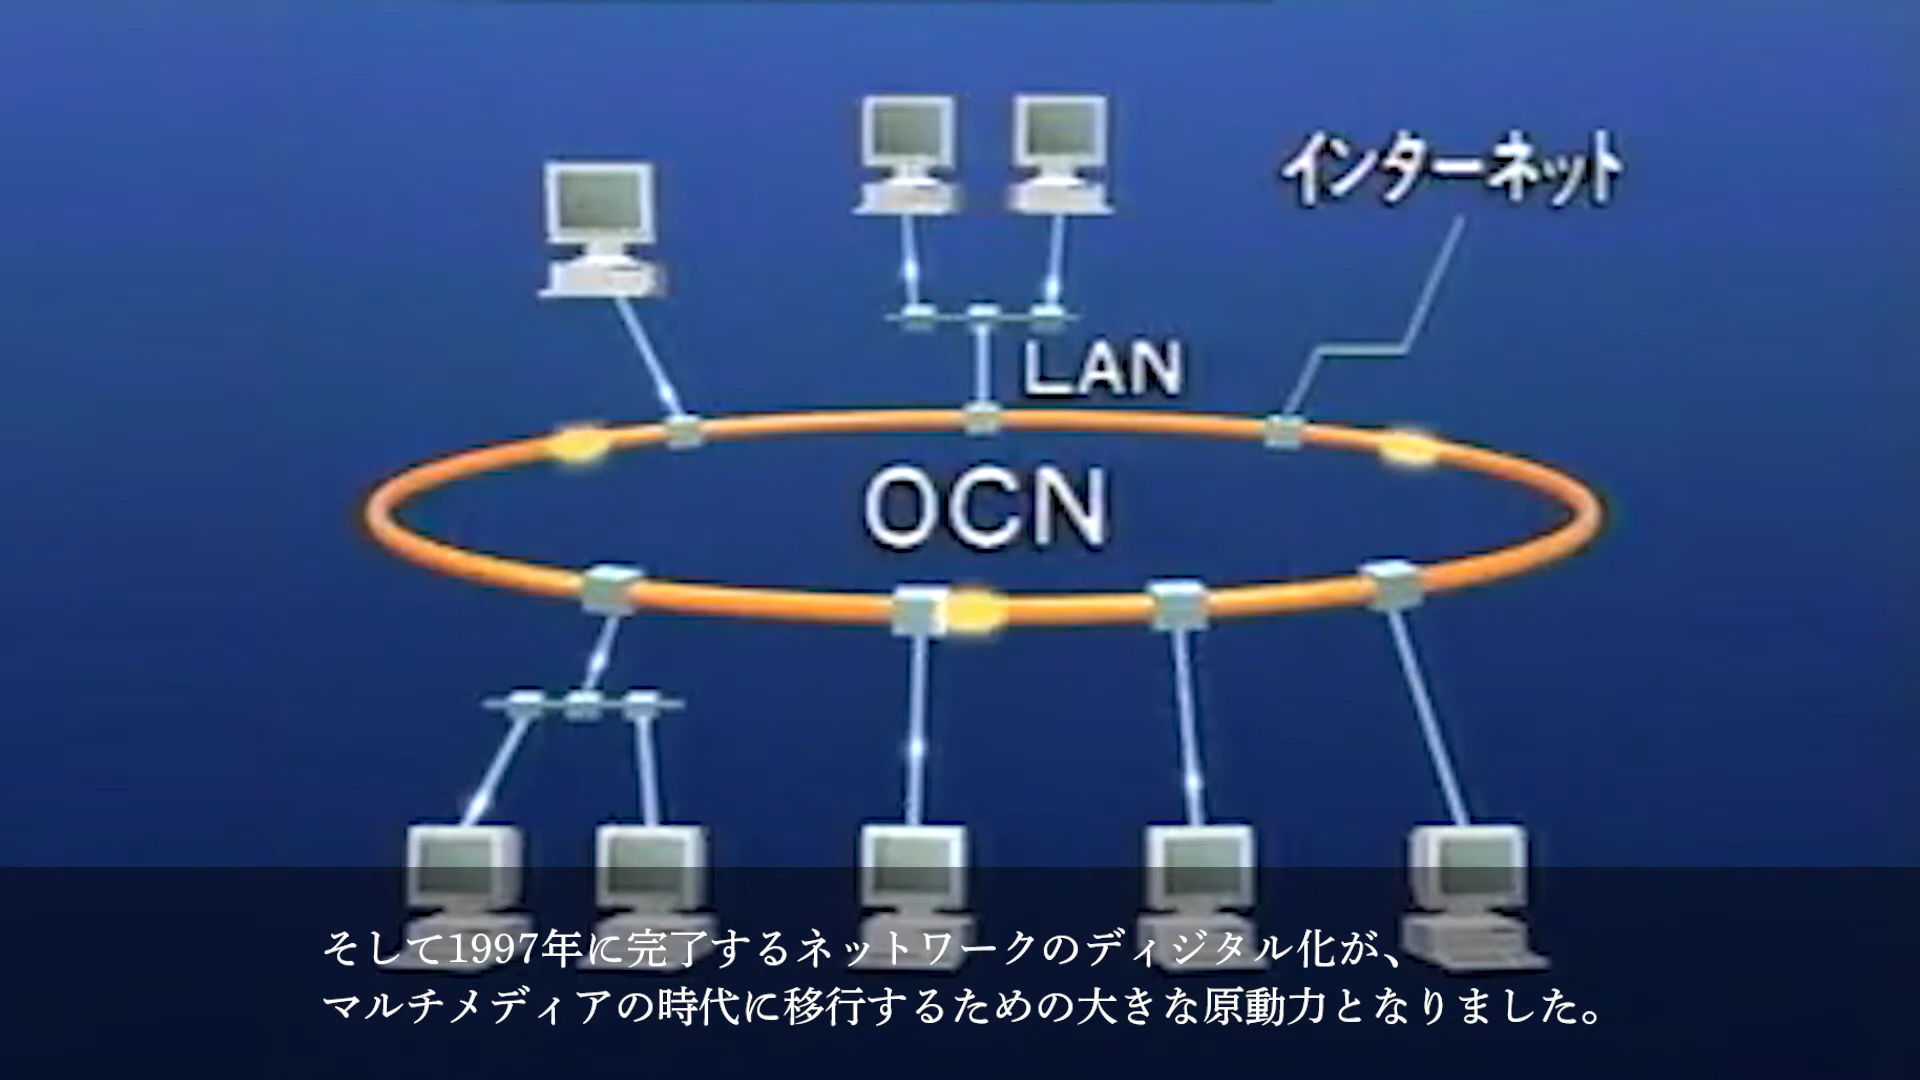 インターネット
LAN
OCN
そして1997年に完了するネットワークのディジタル化が、
マルチメディアの時代に移行するための大きな原動力となりました。